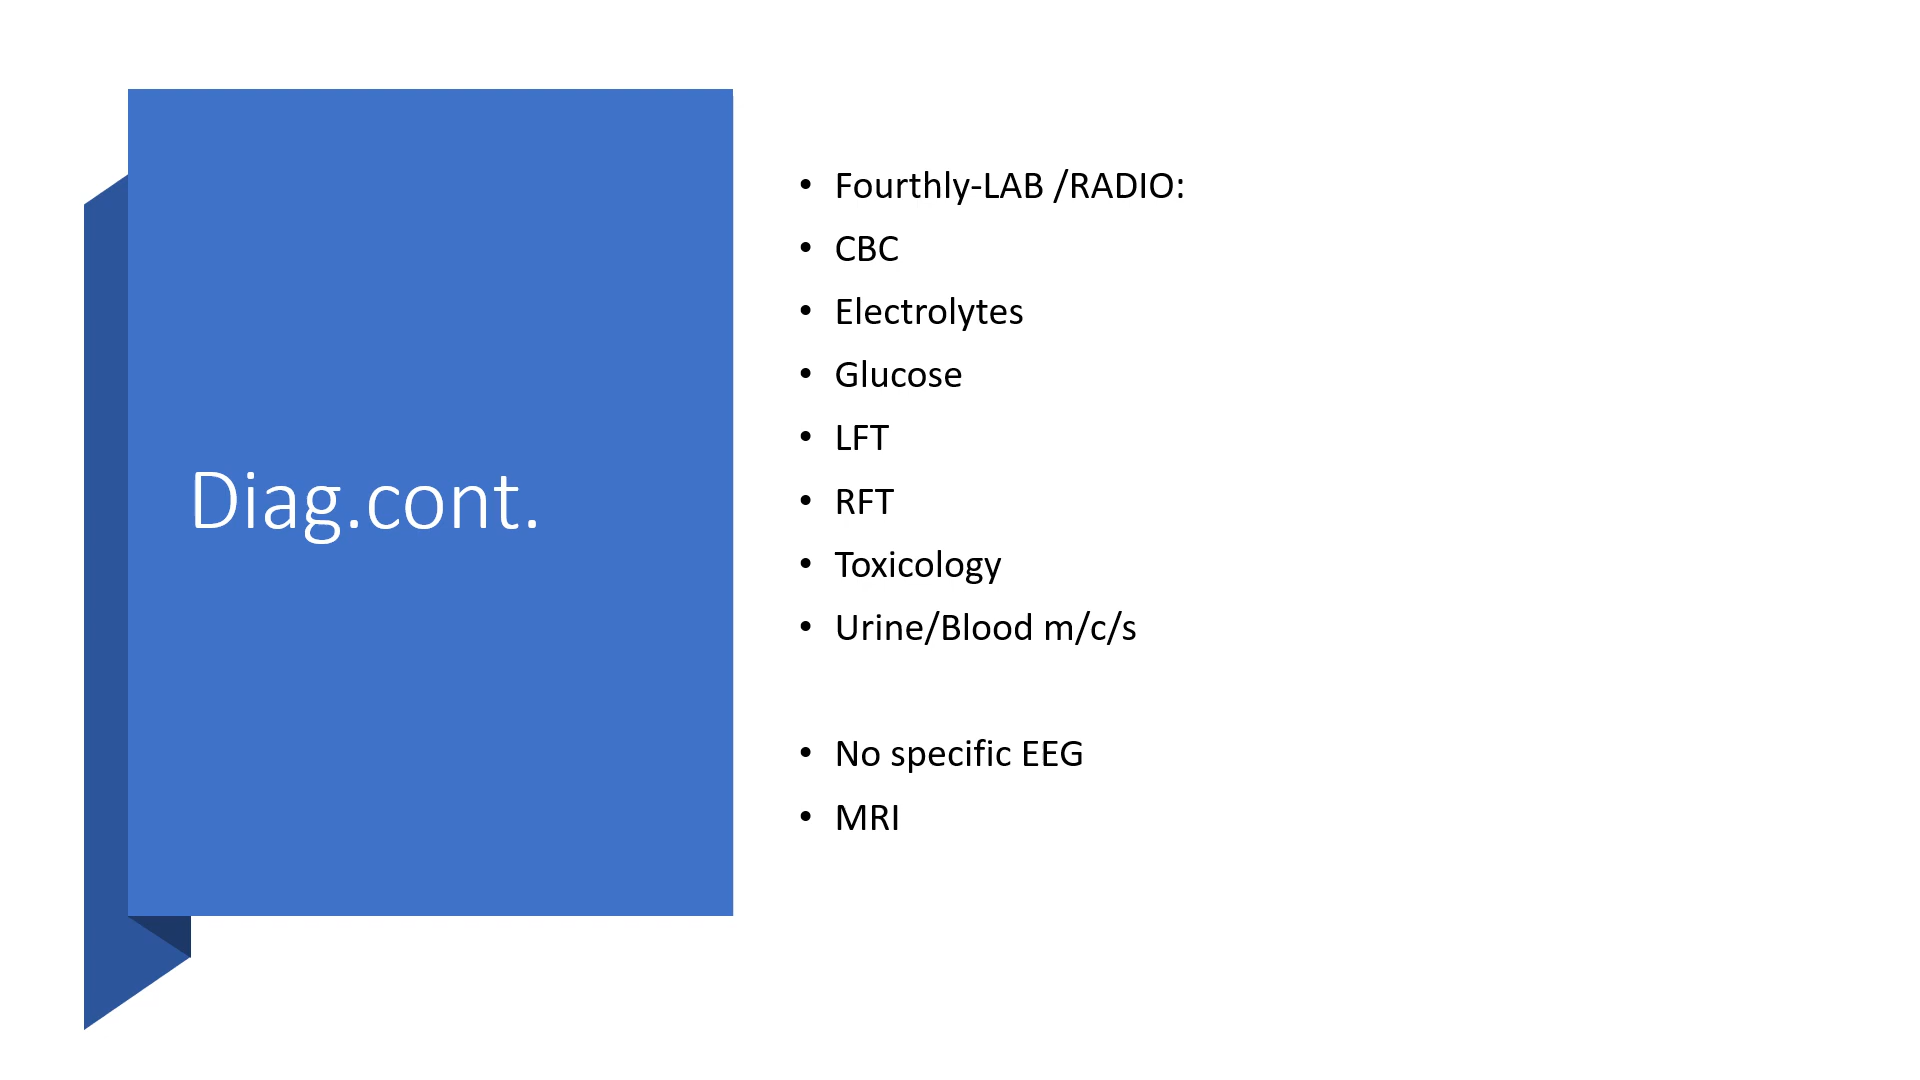 Diag.cont.
• Fourthly-LAB /RADIO:
• CBC
• Electrolytes
• Glucose
• LFT
• RFT
• Toxicology
• Urine/Blood m/c/s
• No specific EEG
• MRI